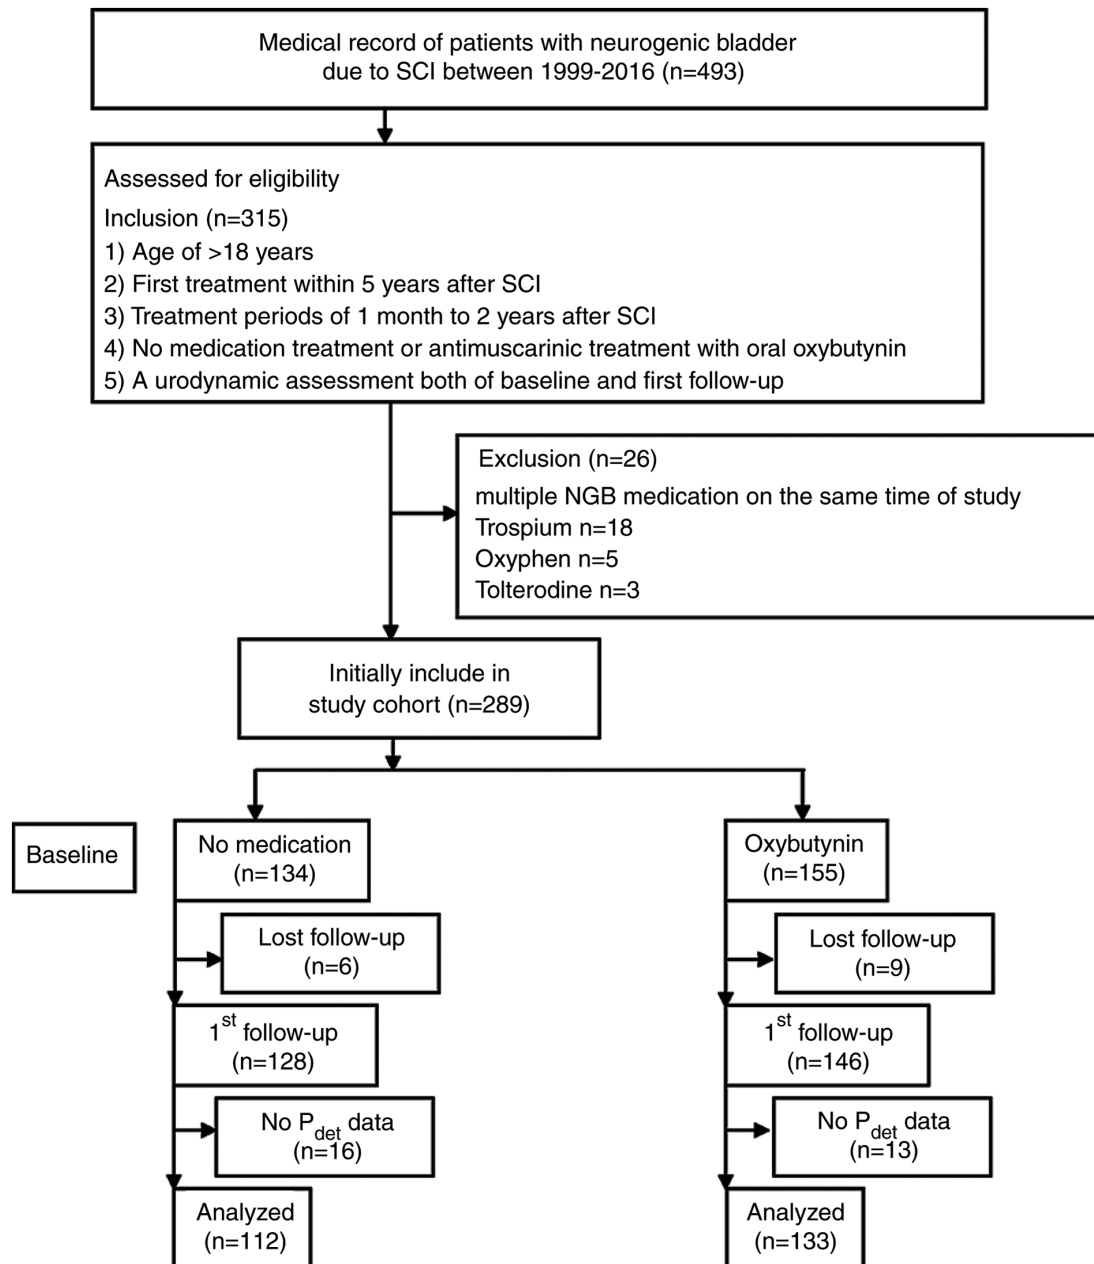 Medical record of patients with neurogenic bladder
due to SCI between 1999-2016 (n=493)
Assessed for eligibility
Inclusion (n=315)
1) Age of >18 years
2) First treatment within 5 years after SCI
3) Treatment periods of 1 month to 2 years after SCI
4) No medication treatment or antimuscarinic treatment with oral oxybutynin
5) A urodynamic assessment both of baseline and first follow-up
Exclusion (n=26)
multiple NGB medication on the same time of study
Trospium n=18
Oxyphen n=5
Tolterodine n=3
Initially include in
study cohort (n=289)
Baseline
No medication
(n=134)
Oxybutynin
(n=155)
Lost follow-up
(n=6)
Lost follow-up
(n=9)
1st follow-up
(n=128)
1st follow-up
(n=146)
No Pdet data
(n=16)
No Pdet data
(n=13)
Analyzed
(n=112)
Analyzed
(n=133)